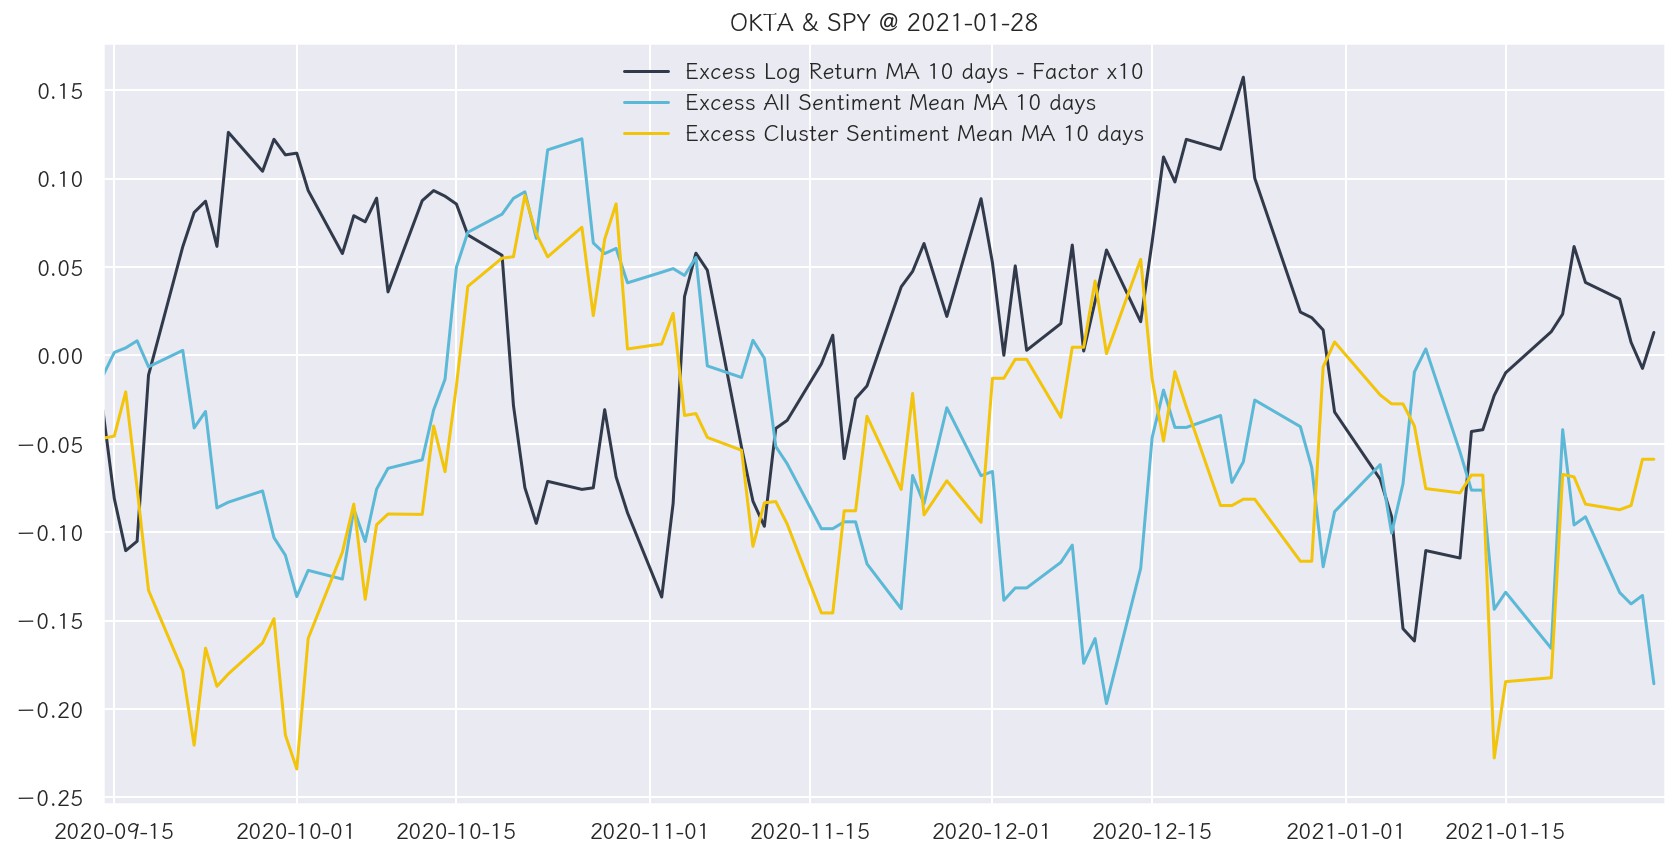 OKTA & SPY @ 2021-01-28
Excess Log Return MA 10 days - Factor x10
Excess All Sentiment Mean MA 10 days
Excess Cluster Sentiment Mean MA 10 days
0.15
0.10
0.05
0.00
−0.05
−0.10
−0.15
−0.20
−0.25
2020-09-15 2020-10-01 2020-10-15 2020-11-01 2020-11-15 2020-12-01 2020-12-15 2021-01-01 2021-01-15